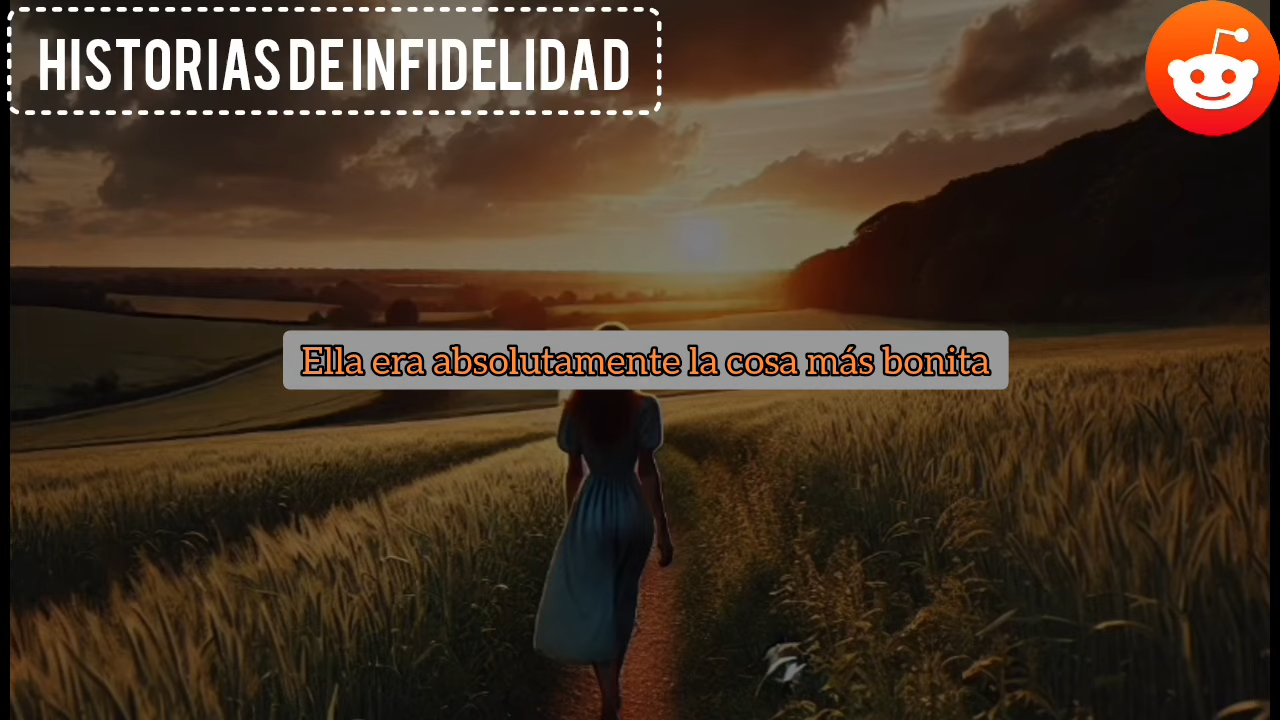 HISTORIAS DE INFIDELIDAD
Ella era absolutamente la cosa más bonita